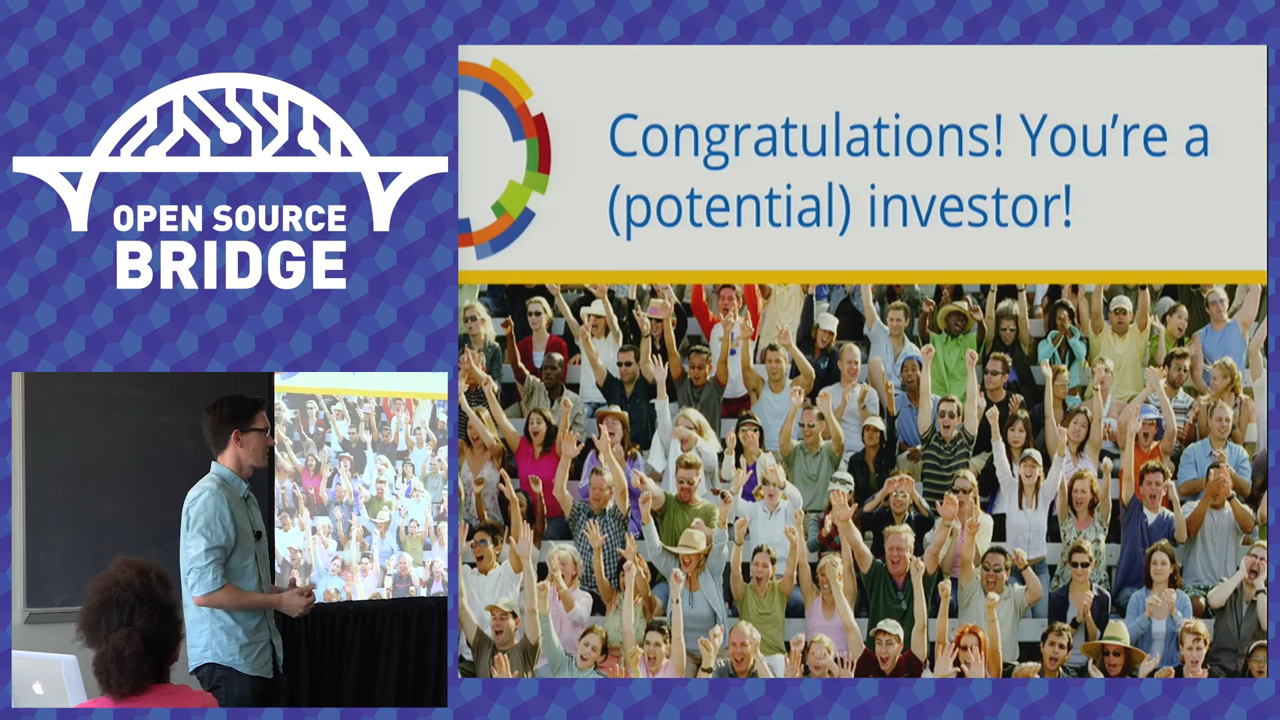 OPEN SOURCE
BRIDGE
Congratulations! You're a
(potential) investor!